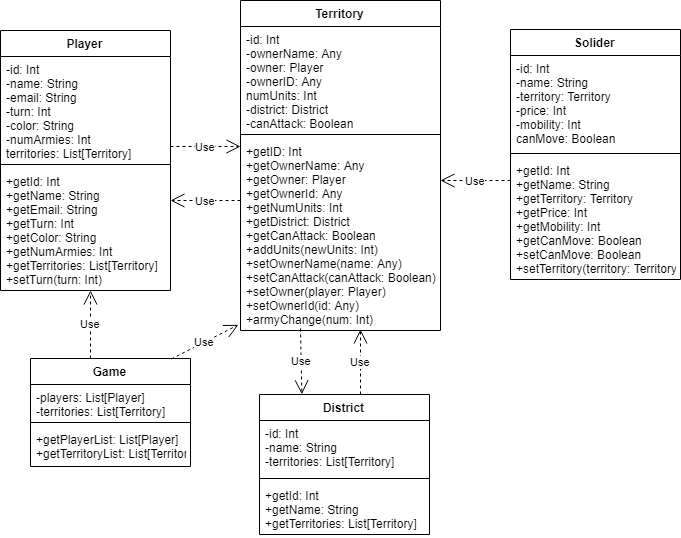 Player
-id: Int
-name: String
-email: String
-turn: Int
-color: String
-numArmies: Int
territories: List[Territory]
+getId: Int
+getName: String
+getEmail: String
+getTurn: Int
+getColor: String
+getNumArmies: Int
+getTerritories: List[Territory]
+setTurn(turn: Int)
Use
Use
Territory
-id: Int
-ownerName: Any
-owner: Player
-ownerID: Any
numUnits: Int
-district: District
-canAttack: Boolean
+getID: Int
+getOwnerName: Any
+getOwner: Player
+getOwnerId: Any
+getNumUnits: Int
+getDistrict: District
+getCanAttack: Boolean
+addUnits(newUnits: Int)
+setOwnerName(name: Any)
+setCanAttack(canAttack: Boolean)
+setOwner(player: Player)
+setOwnerId(id: Any)
+armyChange(num: Int)
Use
Solider
-id: Int
-name: String
-territory: Territory
-price: Int
-mobility: Int
canMove: Boolean
+getId: Int
+getName: String
+getTerritory: Territory
+getPrice: Int
+getMobility: Int
+getCanMove: Boolean
+setCanMove: Boolean
+setTerritory(territory: Territory
Use
Use
Use
Use
Game
-players: List[Player]
-territories: List[Territory]
+getPlayerList: List[Player]
+getTerritoryList: List[Territor
District
-id: Int
-name: String
-territories: List[Territory]
+getId: Int
+getName: String
+getTerritories: List[Territory]